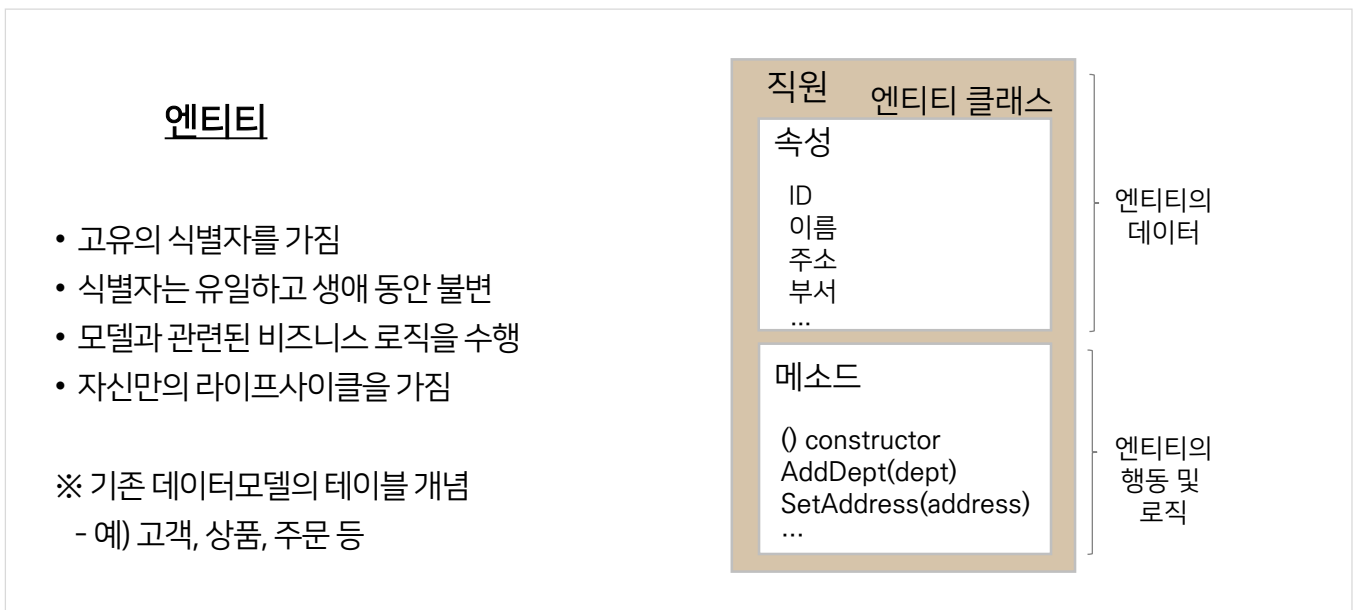 엔티티
• 고유의 식별자를 가짐
• 식별자는 유일하고 생애 동안 불변
• 모델과 관련된 비즈니스 로직을 수행
• 자신만의 라이프사이클을 가짐
※ 기존 데이터모델의 테이블 개념
- 예) 고객, 상품, 주문 등
직원
엔티티 클래스
속성
ID
이름
주소
부서
...
엔티티의
데이터
메소드
() constructor
AddDept(dept)
SetAddress(address)
...
엔티티의
행동 및
로직